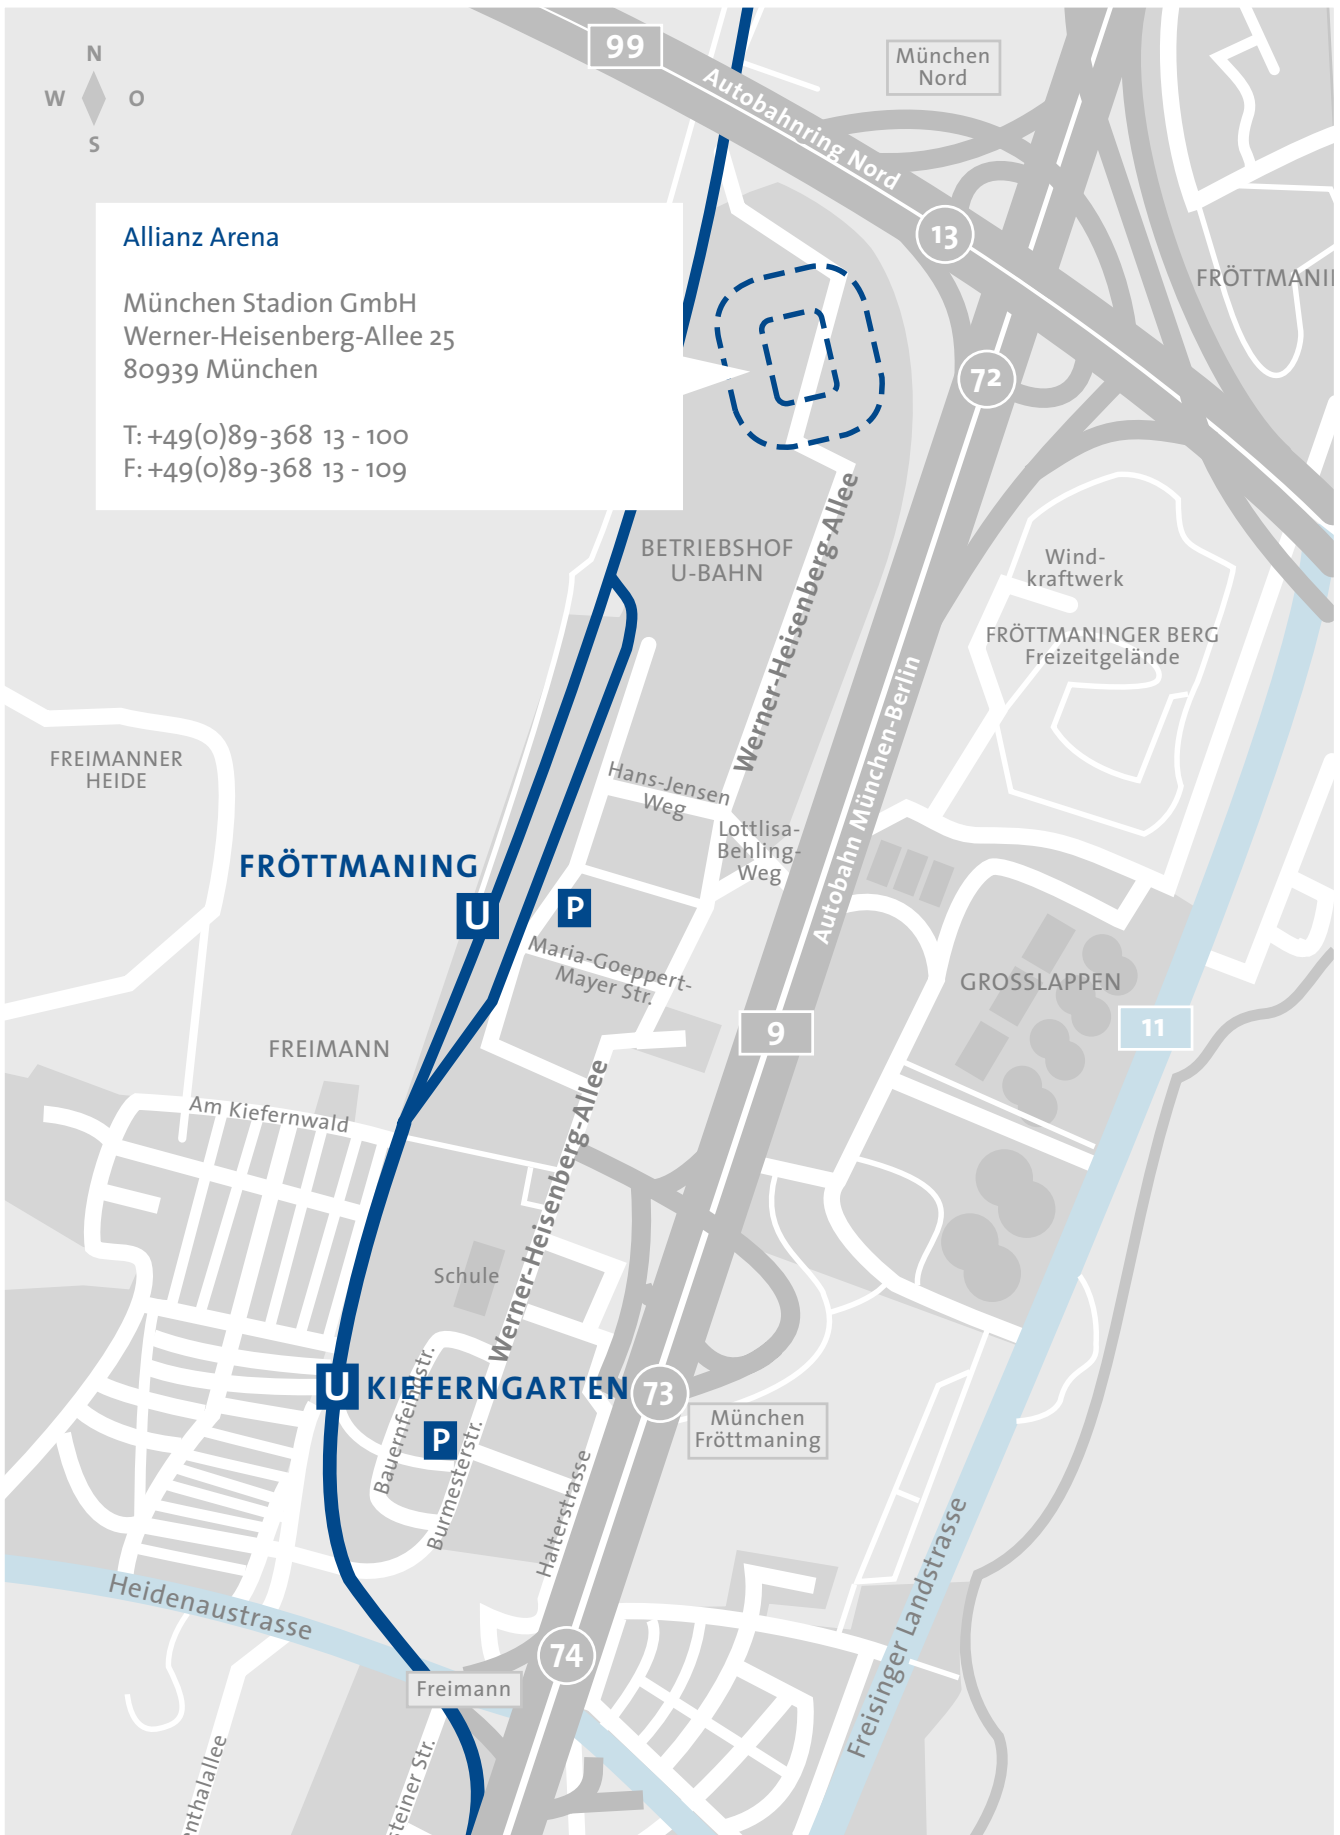 N
W
O
S
99
München
Nord
Autobahnring Nord
Allianz Arena
München Stadion GmbH
Werner-Heisenberg-Allee 25
80939 München
T: +49(0)89-368 13 - 100
F: +49(0)89-368 13 - 109
13
FRÖTTMANI
72
Werner-Heisenberg-Allee
BETRIEBSHOF
U-BAHN
Wind-
kraftwerk
FRÖTTMANINGER BERG
Freizeitgelände
Autobahn München-Berlin
FREIMANNER
HEIDE
Hans-Jensen
Weg
Lottlisa-
Behling-
Weg
FRÖTTMANING
U
P
Maria-Goeppert-
Mayer Str.
GROSSLAPPEN
9
11
FREIMANN
Am Kiefernwald
Werner-Heisenberg-Allee
Schule
U KIEFERNGARTEN
73
München
Fröttmaning
Bauernfeindstr.
P
Burmesterstr.
Halterstrasse
Heidenaustrasse
Freisinger Landstrasse
74
Freimann
enthalallee
steiner Str.